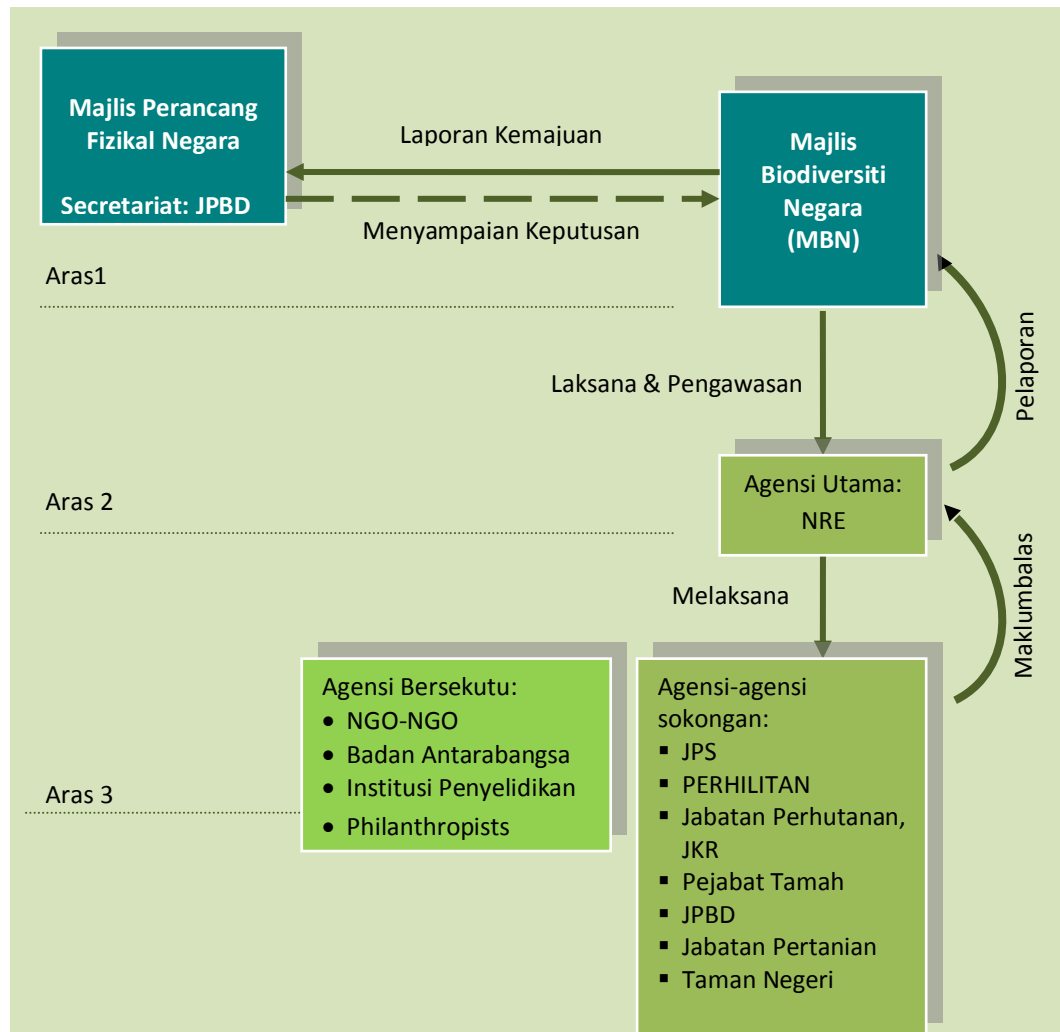 Majlis Perancang
Fizikal Negara
Secretariat: JPBD
Laporan Kemajuan
Menyampaian Keputusan
Majlis
Biodiversiti
Negara
(MBN)
Aras1
Laksana & Pengawasan
Pelaporan
Agensi Utama:
NRE
Aras 2
Melaksana
Maklumbalas
Agensi Bersekutu:
• NGO-NGO
• Badan Antarabangsa
• Institusi Penyelidikan
• Philanthropists
Aras 3
Agensi-agensi
sokongan:
▪ JPS
▪ PERHILITAN
▪ Jabatan Perhutanan,
JKR
▪ Pejabat Tamah
▪ JPBD
▪ Jabatan Pertanian
▪ Taman Negeri